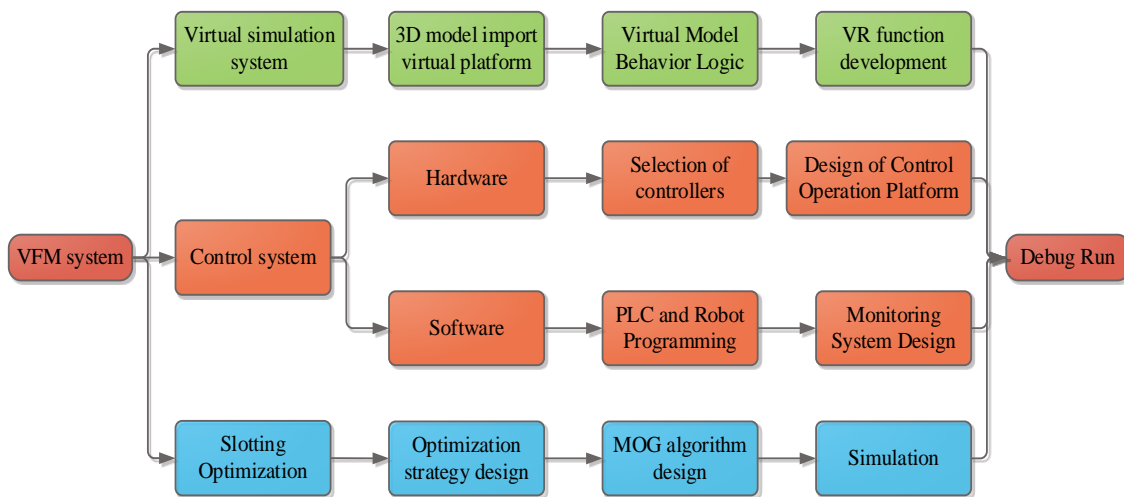 Virtual simulation
system
3D model import
virtual platform
Virtual Model
Behavior Logic
VR function
development
Hardware
Selection of
controllers
Design of Control
Operation Platform
VFM system
Control system
Debug Run
Software
PLC and Robot
Programming
Monitoring
System Design
Slotting
Optimization
Optimization
strategy design
MOG algorithm
design
Simulation